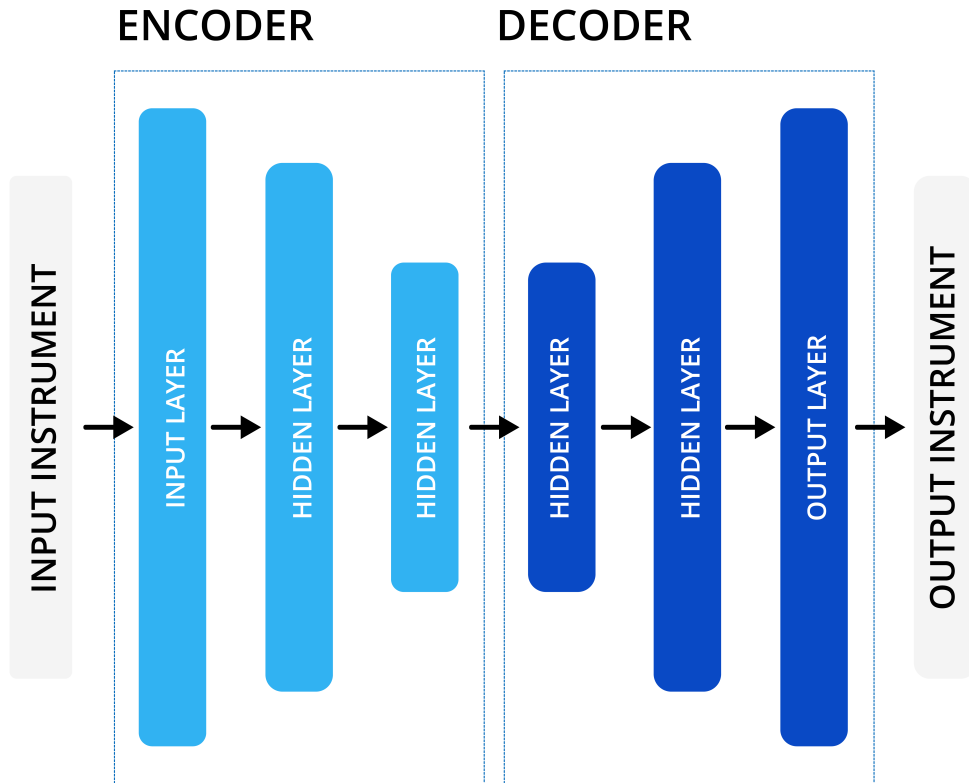 ENCODER
DECODER
INPUT INSTRUMENT
INPUT LAYER
HIDDEN LAYER
HIDDEN LAYER
HIDDEN LAYER
HIDDEN LAYER
OUTPUT LAYER
OUTPUT INSTRUMENT